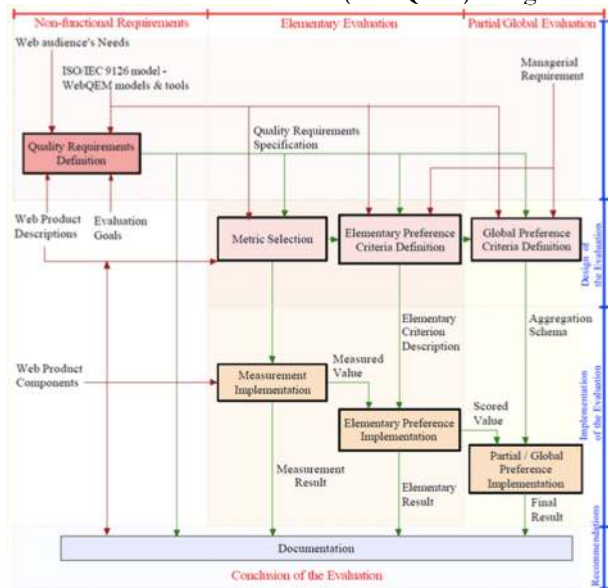 Non-functional Requirements
Elementary Evaluation
Partial/Global Evaluation
Web audience's Needs
ISO/IEC 9126 model -
WebQEM models & tools
Managerial
Requirement
Quality Requirements
Definition
Quality Requirements
Specification
Web Product
Descriptions
Evaluation
Goals
Metric Selection
Elementary Preference
Criteria Definition
Global Preference
Criteria Definition
Design of
the Evaluation
Elementary
Criterion
Description
Aggregation
Schema
Web Product
Components
Measurement
Implementation
Measured
Value
Elementary Preference
Implementation
Scored
Value
Partial / Global
Preference
Implementation
Implementation
of the Evaluation
Measurement
Result
Elementary
Result
Final
Result
Documentation
Conclusion of the Evaluation
Recommendations